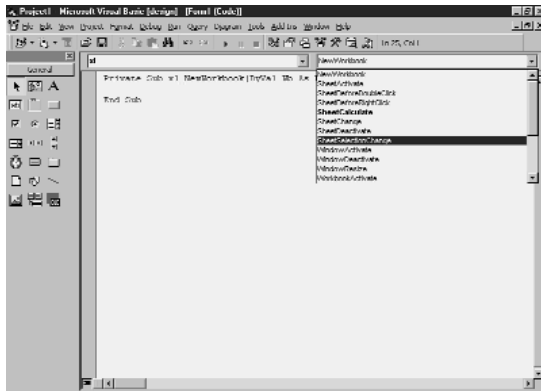 Project1 - Microsoft Visual Basic [design] - [Form1 (Code)]
File Edit View Project Format Debug Run Query Diagram Tools Add-Ins Window Help
Ln 25, Col 1
General
xl
NewWorkbook
Private Sub xl_NewWorkbook(ByVal Wb As
End Sub
NewWorkbook
SheetActivate
SheetBeforeDoubleClick
SheetBeforeRightClick
SheetCalculate
SheetChange
SheetDeactivate
SheetSelectionChange
WindowActivate
WindowDeactivate
WindowResize
WorkbookActivate